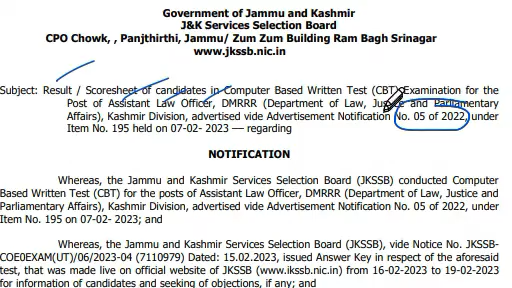 Government of Jammu and Kashmir
J&K Services Selection Board
CPO Chowk, , Panjthirthi, Jammu/ Zum Zum Building Ram Bagh Srinagar
www.jkssb.nic.in
Subject: Result / Scoresheet of candidates in Computer Based Written Test (CBT) Examination for the
Post of Assistant Law Officer, DMRRR (Department of Law, Justice and Parliamentary
Affairs), Kashmir Division, advertised vide Advertisement Notification No. 05 of 2022, under
Item No. 195 held on 07-02- 2023 –– regarding
NOTIFICATION
Whereas, the Jammu and Kashmir Services Selection Board (JKSSB) conducted Computer
Based Written Test (CBT) for the posts of Assistant Law Officer, DMRRR (Department of Law, Justice and
Parliamentary Affairs), Kashmir Division, advertised vide Advertisement Notification No. 05 of 2022, under
Item No. 195 on 07-02- 2023; and
Whereas, the Jammu and Kashmir Services Selection Board (JKSSB), vide Notice No. JKSSB-
COE0EXAM(UT)/06/2023-04 (7110979) Dated: 15.02.2023, issued Answer Key in respect of the aforesaid
test, that was made live on official website of JKSSB (www.jkssb.nic.in) from 16-02-2023 to 19-02-2023
for information of candidates and seeking of objections, if any; and